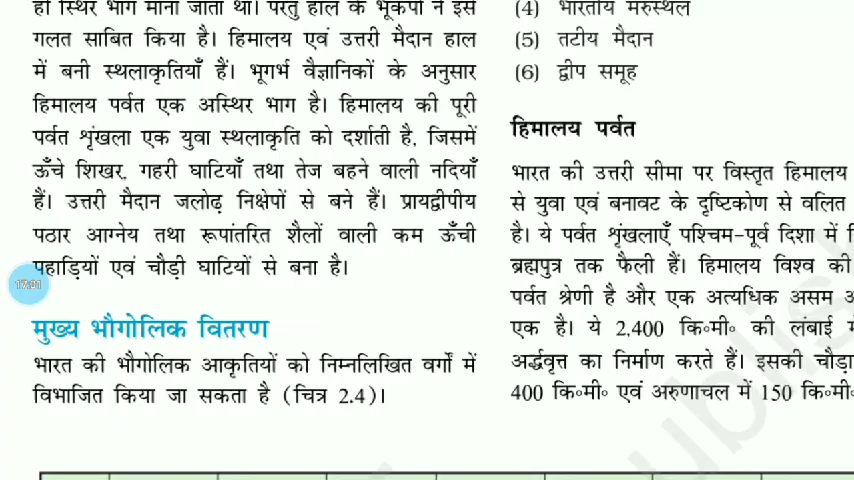 ही स्थिर भाग माना जाता था। परंतु हाल के भूकंपों ने इसे
गलत साबित किया है। हिमालय एवं उत्तरी मैदान हाल
में बनी स्थलाकृतियाँ हैं। भूगर्भ वैज्ञानिकों के अनुसार
हिमालय पर्वत एक अस्थिर भाग है। हिमालय की पूरी
पर्वत शृंखला एक युवा स्थलाकृति को दर्शाती है, जिसमें
ऊँचे शिखर, गहरी घाटियाँ तथा तेज बहने वाली नदियाँ
हैं। उत्तरी मैदान जलोढ़ निक्षेपों से बने हैं। प्रायद्वीपीय
पठार आग्नेय तथा रूपांतरित शैलों वाली कम ऊँची
पहाड़ियों एवं चौड़ी घाटियों से बना है।
मुख्य भौगोलिक वितरण
भारत की भौगोलिक आकृतियों को निम्नलिखित वर्गों में
विभाजित किया जा सकता है (चित्र 2.4)।
(4) भारतीय मरुस्थल
(5) तटीय मैदान
(6) द्वीप समूह
हिमालय पर्वत
भारत की उत्तरी सीमा पर विस्तृत हिमालय
से युवा एवं बनावट के दृष्टिकोण से वलित
है। ये पर्वत शृंखलाएँ पश्चिम-पूर्व दिशा में
ब्रह्मपुत्र तक फैली हैं। हिमालय विश्व की
पर्वत श्रेणी है और एक अत्यधिक असम
एक है। ये 2,400 कि॰मी॰ की लंबाई
अर्द्धवृत्त का निर्माण करते हैं। इसकी चौड़ा
400 कि॰मी॰ एवं अरुणाचल में 150 कि॰मी॰